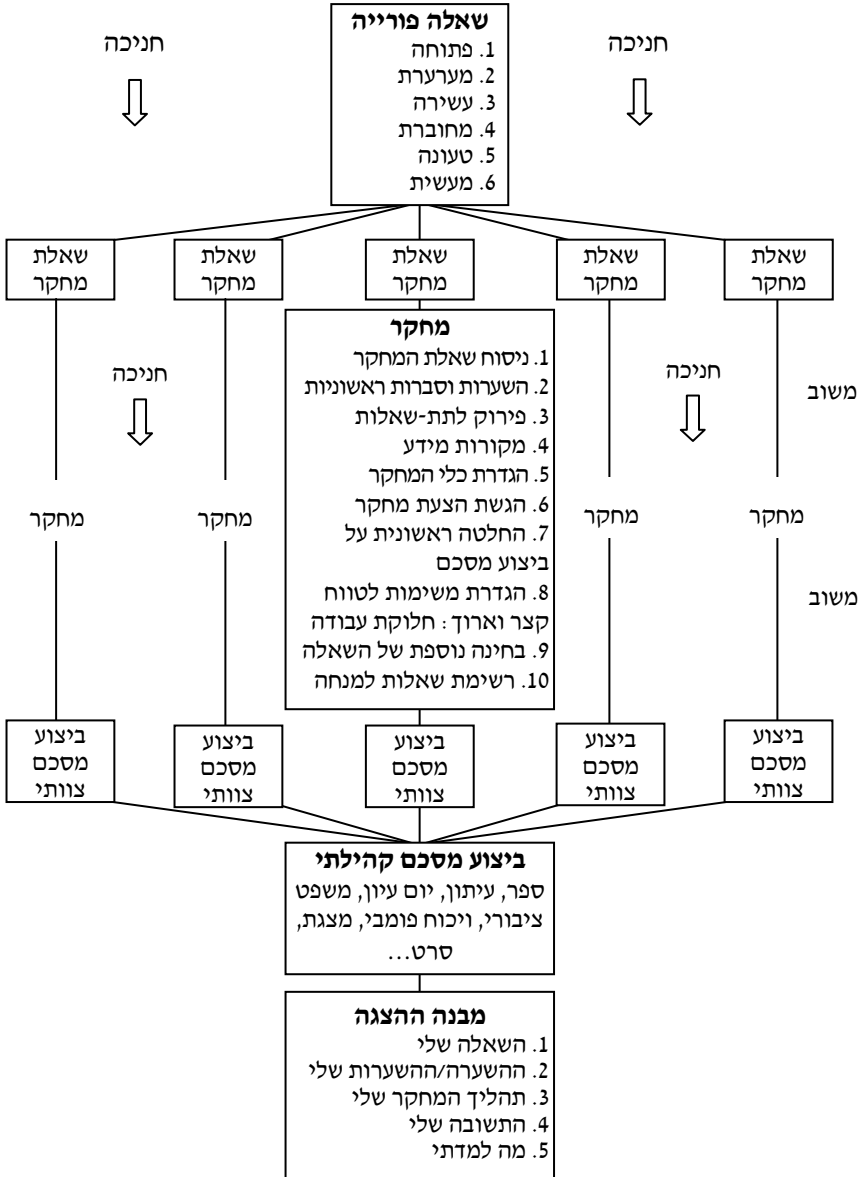 שאלה פורייה
1. פתוחה
2. מערערת
3. עשירה
4. מחוברת
5. טעונה
6. מעשית
חניכה
חניכה
שאלת
מחקר
שאלת
מחקר
שאלת
מחקר
שאלת
מחקר
שאלת
מחקר
מחקר
1. ניסוח שאלת המחקר
2. השערות וסברות ראשוניות
3. פירוק לתת-שאלות
4. מקורות מידע
5. הגדרת כלי המחקר
6. הגשת הצעת מחקר
7. החלטה ראשונית על
ביצוע מסכם
8. הגדרת משימות לטווח
קצר וארוך: חלוקת עבודה
9. בחינה נוספת של השאלה
10. רשימת שאלות למנחה
חניכה
חניכה
משוב
משוב
מחקר
מחקר
מחקר
מחקר
ביצוע
מסכם
צוותי
ביצוע
מסכם
צוותי
ביצוע
מסכם
צוותי
ביצוע
מסכם
צוותי
ביצוע
מסכם
צוותי
ביצוע מסכם קהילתי
ספר, עיתון, יום עיון, משפט
ציבורי, ויכוח פומבי, מצגת,
סרט...
מבנה ההצגה
1. השאלה שלי
2. ההשערה/ההשערות שלי
3. תהליך המחקר שלי
4. התשובה שלי
5. מה למדתי